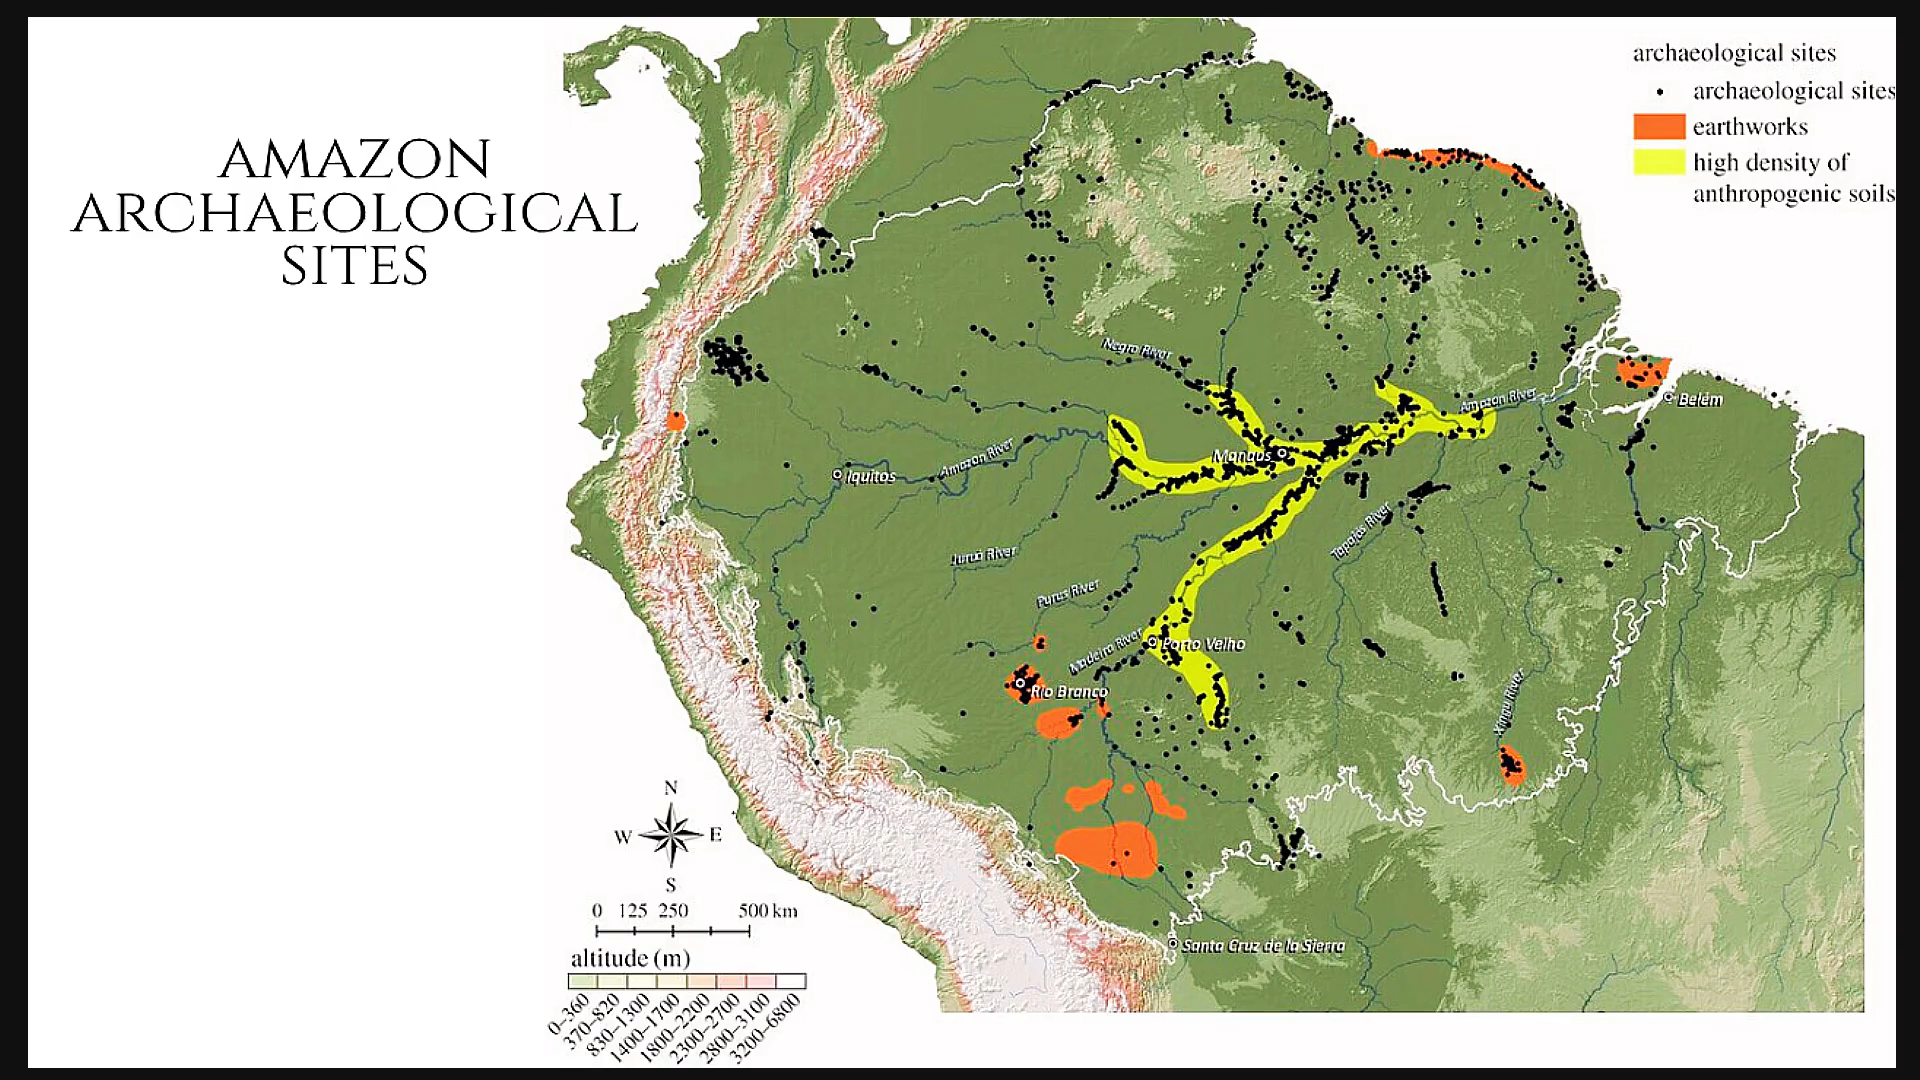 AMAZON
ARCHAEOLOGICAL
SITES
archaeological sites
archaeological sites
earthworks
high density of
anthropogenic soils
Negro River
Amazon River
Belém
Manaus
Iquitos
Amazon River
Tapajós River
Juruá River
Purus River
Madeira River
Porto Velho
Rio Branco
Xingu River
Santa Cruz de la Sierra
N
W E
S
0 125 250 500 km
altitude (m)
0–360
370–820
830–1300
1400–1700
1800–2200
2300–2700
2800–3100
3200–6800